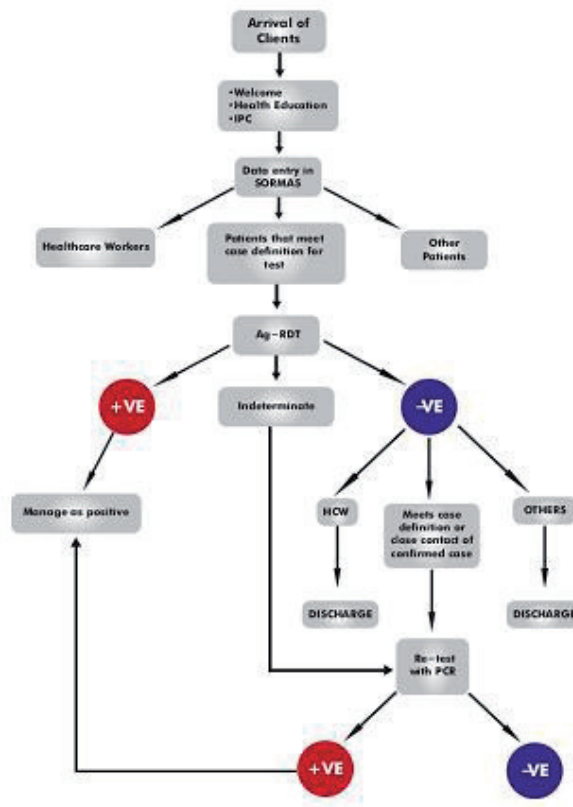 Arrival of
Clients
•Welcome
•Health Education
•IPC
Data entry in
SORMAS
Healthcare Workers
Patients that meet
case definition for
test
Other
Patients
Ag-RDT
+VE
Indeterminate
-VE
Manage as positive
HCW
Meets case
definition or
close contact of
confirmed case
OTHERS
DISCHARGE
DISCHARGE
Re-test
with PCR
+VE
-VE